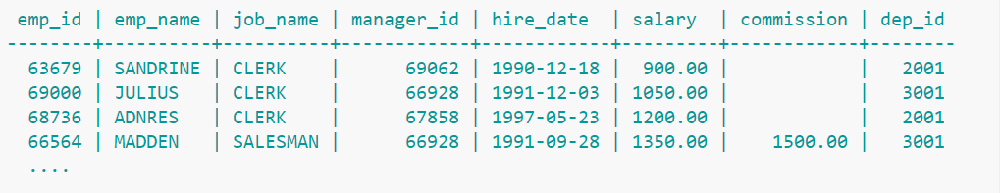 emp_id | emp_name | job_name | manager_id | hire_date  | salary  | commission | dep_id
--------+----------+----------+------------+------------+---------+------------+--------
  63679 | SANDRINE | CLERK    |      69062 | 1990-12-18 |  900.00 |            |   2001
  69000 | JULIUS   | CLERK    |      66928 | 1991-12-03 | 1050.00 |            |   3001
  68736 | ADNRES   | CLERK    |      67858 | 1997-05-23 | 1200.00 |            |   2001
  66564 | MADDEN   | SALESMAN |      66928 | 1991-09-28 | 1350.00 |    1500.00 |   3001
  ....